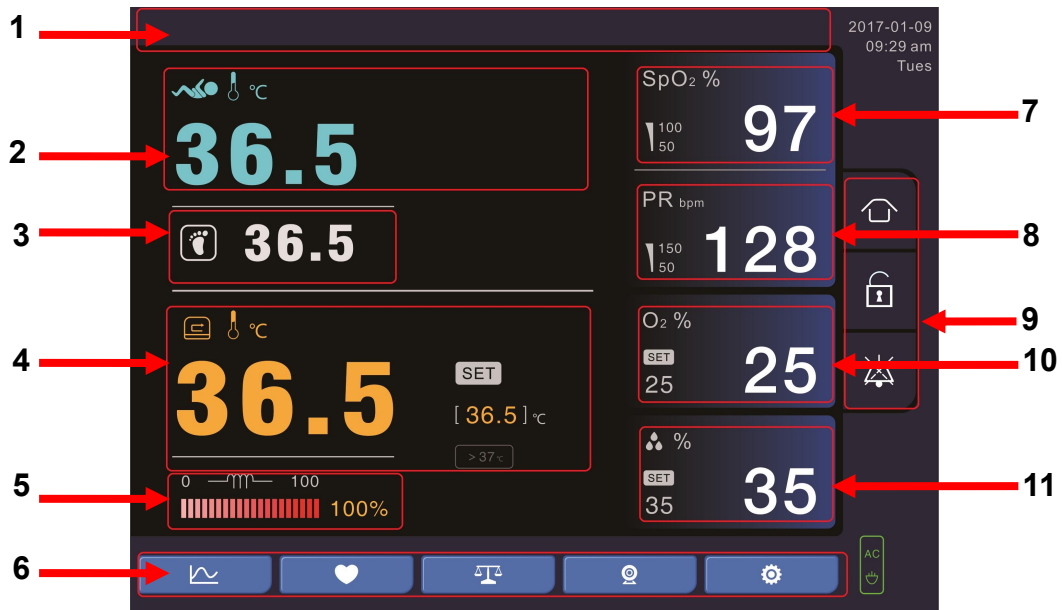 1
2017-01-09
09:29 am
Tues
2
℃
36.5
3
36.5
4
℃
36.5
SET
[ 36.5 ] ℃
> 37 ℃
5
0 100
100%
6
SpO₂ %
100
50
97
7
PR bpm
150
50
128
8
9
O₂ %
SET
25
25
10
%
SET
35
35
11
AC